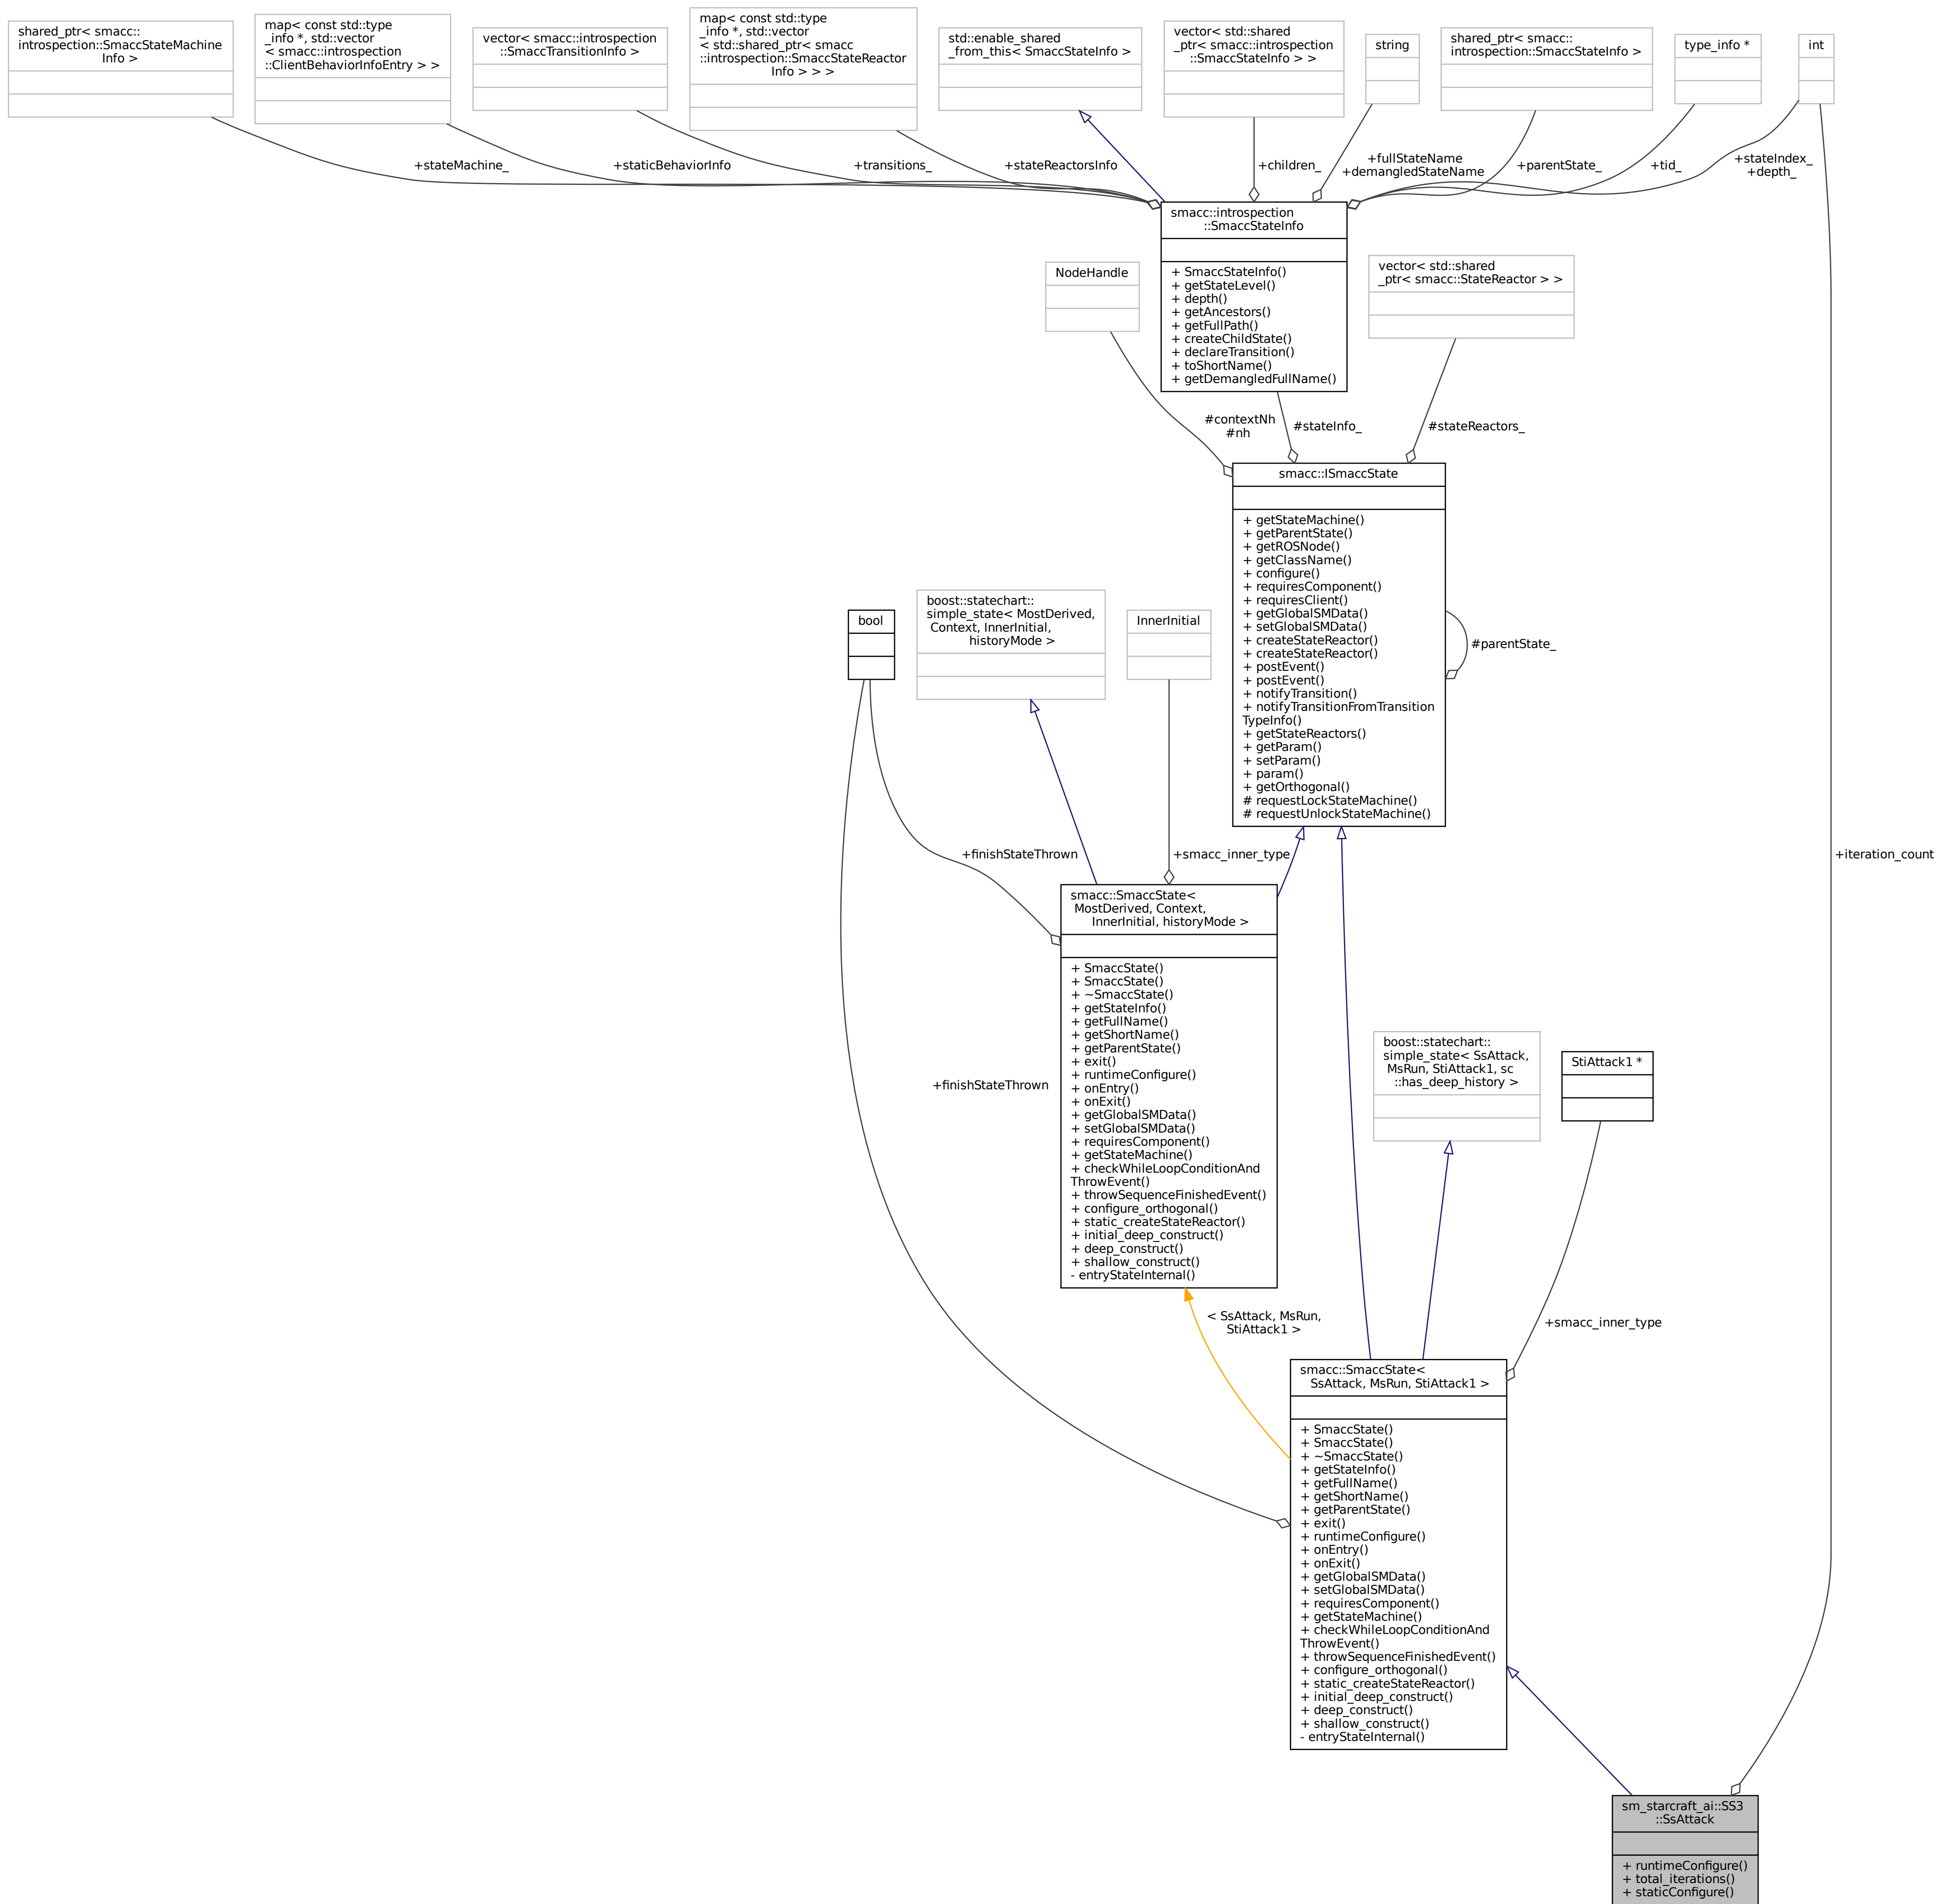 shared_ptr< smacc::
introspection::SmaccStateMachine
Info >
map< const std::type
_info *, std::vector
< smacc::introspection
::ClientBehaviorInfoEntry > >
vector< smacc::introspection
::SmaccTransitionInfo >
map< const std::type
_info *, std::vector
< std::shared_ptr< smacc
::introspection::SmaccStateReactor
Info > > >
std::enable_shared
_from_this< SmaccStateInfo >
vector< std::shared
_ptr< smacc::introspection
::SmaccStateInfo > >
string
shared_ptr< smacc::
introspection::SmaccStateInfo >
type_info *
int
+stateMachine_
+staticBehaviorInfo
+transitions_
+stateReactorsInfo
+children_
+fullStateName
+demangledStateName
+parentState_
+tid_
+stateIndex_
+depth_
smacc::introspection
::SmaccStateInfo
+ SmaccStateInfo()
+ getStateLevel()
+ depth()
+ getAncestors()
+ getFullPath()
+ createChildState()
+ declareTransition()
+ toShortName()
+ getDemangledFullName()
NodeHandle
vector< std::shared
_ptr< smacc::StateReactor > >
#contextNh
#nh
#stateInfo_
#stateReactors_
smacc::ISmaccState
+ getStateMachine()
+ getParentState()
+ getROSNode()
+ getClassName()
+ configure()
+ requiresComponent()
+ requiresClient()
+ getGlobalSMData()
+ setGlobalSMData()
+ createStateReactor()
+ createStateReactor()
+ postEvent()
+ postEvent()
+ notifyTransition()
+ notifyTransitionFromTransition
TypeInfo()
+ getStateReactors()
+ getParam()
+ setParam()
+ param()
+ getOrthogonal()
# requestLockStateMachine()
# requestUnlockStateMachine()
#parentState_
bool
boost::statechart::
simple_state< MostDerived,
Context, InnerInitial,
historyMode >
InnerInitial
+finishStateThrown
+smacc_inner_type
+iteration_count
smacc::SmaccState<
MostDerived, Context,
InnerInitial, historyMode >
+ SmaccState()
+ SmaccState()
+ ~SmaccState()
+ getStateInfo()
+ getFullName()
+ getShortName()
+ getParentState()
+ exit()
+ runtimeConfigure()
+ onEntry()
+ onExit()
+ getGlobalSMData()
+ setGlobalSMData()
+ requiresComponent()
+ getStateMachine()
+ checkWhileLoopConditionAnd
ThrowEvent()
+ throwSequenceFinishedEvent()
+ configure_orthogonal()
+ static_createStateReactor()
+ initial_deep_construct()
+ deep_construct()
+ shallow_construct()
- entryStateInternal()
+finishStateThrown
boost::statechart::
simple_state< SsAttack,
MsRun, StiAttack1, sc
::has_deep_history >
StiAttack1 *
< SsAttack, MsRun,
StiAttack1 >
+smacc_inner_type
smacc::SmaccState<
SsAttack, MsRun, StiAttack1 >
+ SmaccState()
+ SmaccState()
+ ~SmaccState()
+ getStateInfo()
+ getFullName()
+ getShortName()
+ getParentState()
+ exit()
+ runtimeConfigure()
+ onEntry()
+ onExit()
+ getGlobalSMData()
+ setGlobalSMData()
+ requiresComponent()
+ getStateMachine()
+ checkWhileLoopConditionAnd
ThrowEvent()
+ throwSequenceFinishedEvent()
+ configure_orthogonal()
+ static_createStateReactor()
+ initial_deep_construct()
+ deep_construct()
+ shallow_construct()
- entryStateInternal()
sm_starcraft_ai::SS3
::SsAttack
+ runtimeConfigure()
+ total_iterations()
+ staticConfigure()